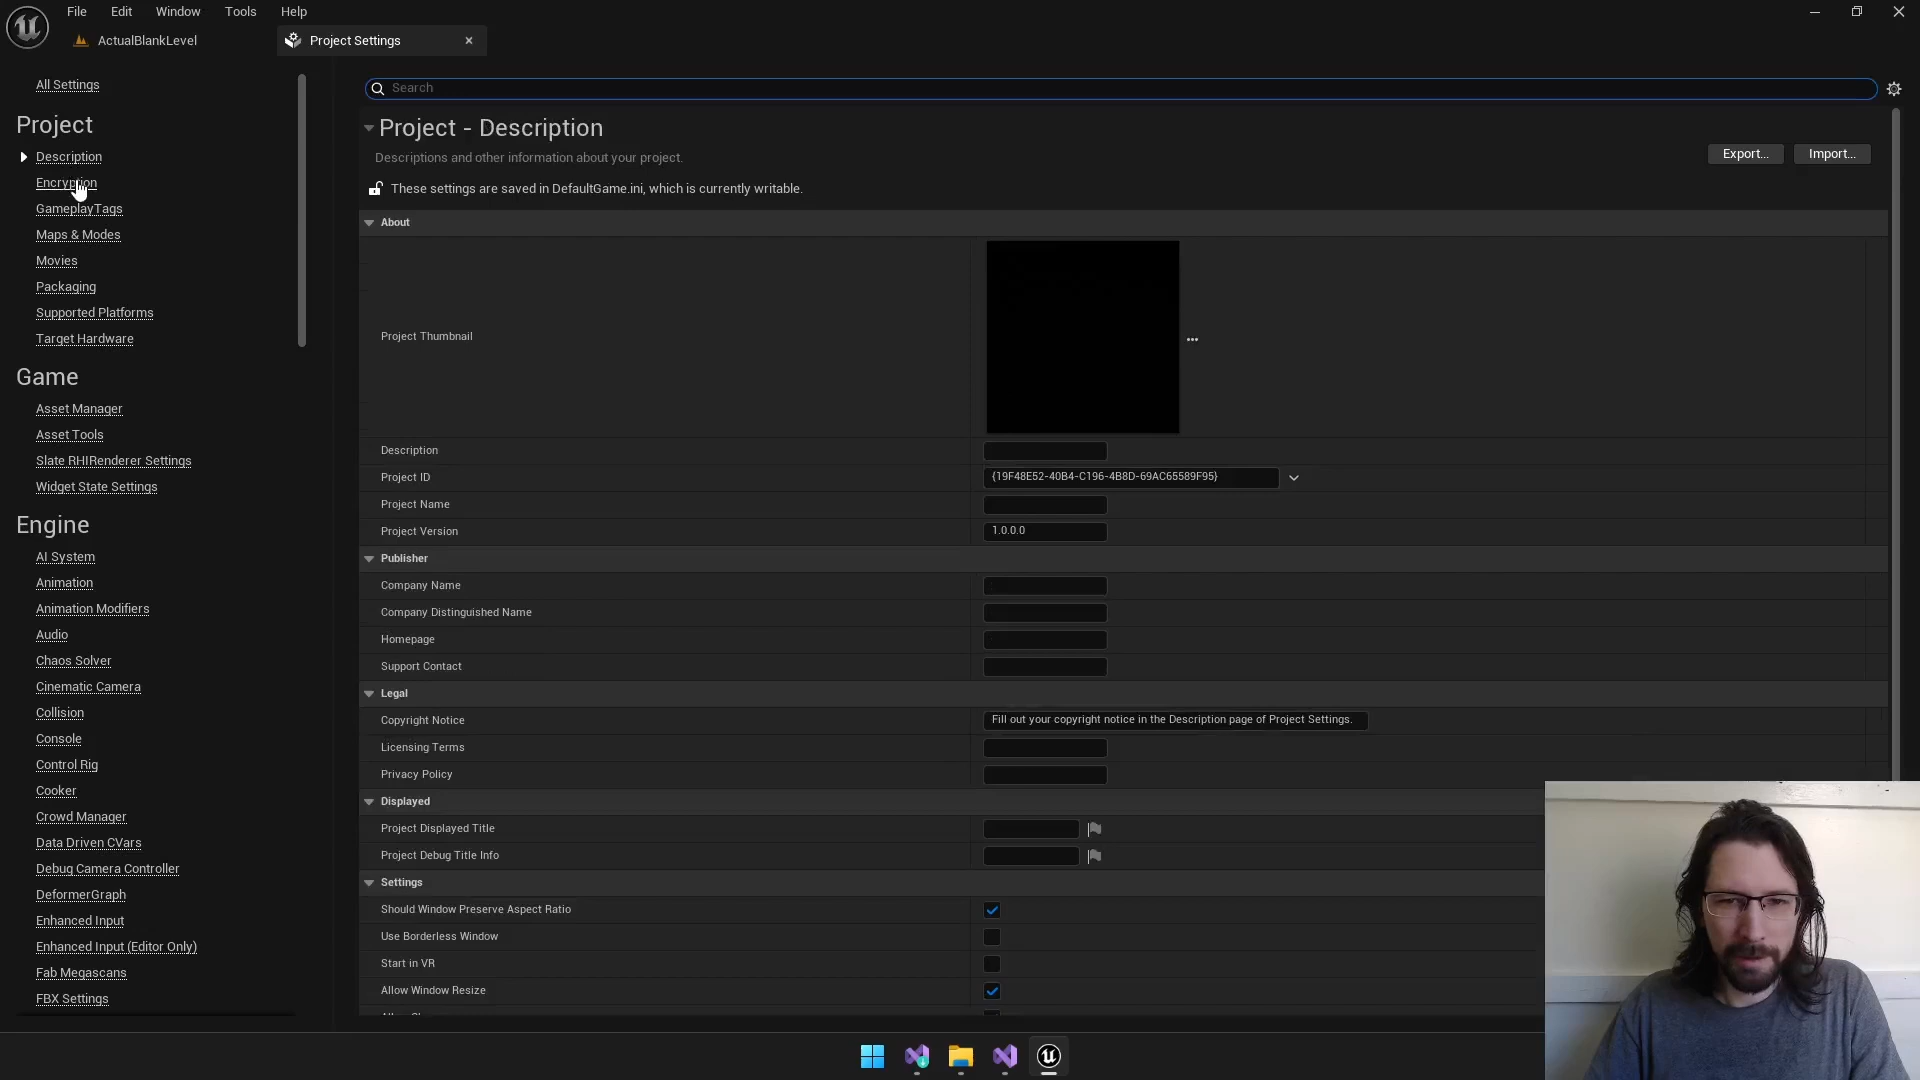 File Edit Window Tools Help
ActualBlankLevel
Project Settings
All Settings
Project
Description
Encryption
GameplayTags
Maps & Modes
Movies
Packaging
Supported Platforms
Target Hardware
Game
Asset Manager
Asset Tools
Slate RHIRenderer Settings
Widget State Settings
Engine
AI System
Animation
Animation Modifiers
Audio
Chaos Solver
Cinematic Camera
Collision
Console
Control Rig
Cooker
Crowd Manager
Data Driven CVars
Debug Camera Controller
DeformerGraph
Enhanced Input
Enhanced Input (Editor Only)
Fab Megascans
FBX Settings
Search
Project - Description
Descriptions and other information about your project.
Export... Import...
These settings are saved in DefaultGame.ini, which is currently writable.
About
Project Thumbnail
Description
Project ID {19F48E52-40B4-C196-4B8D-69AC65589F95}
Project Name
Project Version 1.0.0.0
Publisher
Company Name
Company Distinguished Name
Homepage
Support Contact
Legal
Copyright Notice Fill out your copyright notice in the Description page of Project Settings.
Licensing Terms
Privacy Policy
Displayed
Project Displayed Title
Project Debug Title Info
Settings
Should Window Preserve Aspect Ratio
Use Borderless Window
Start in VR
Allow Window Resize